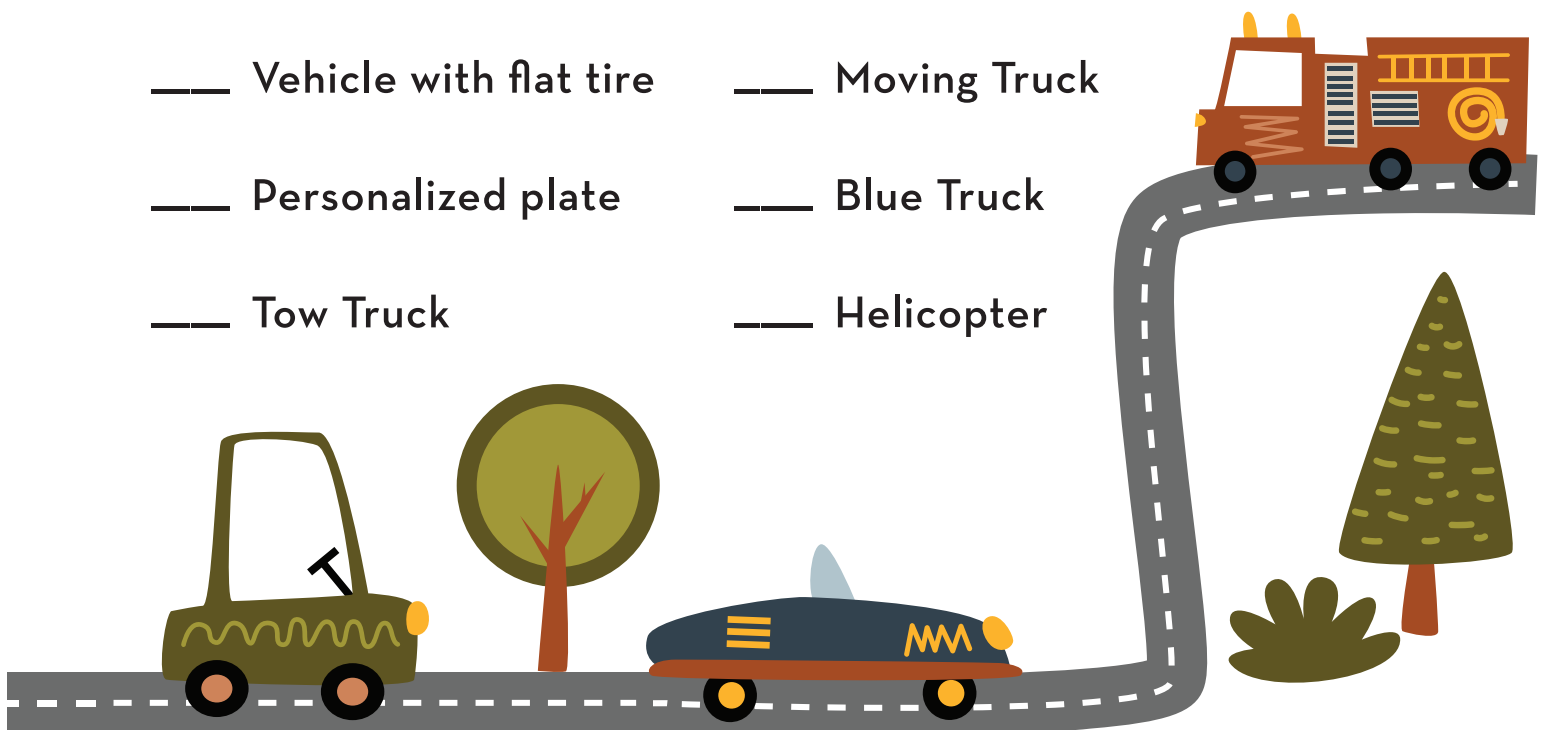 ___ Vehicle with flat tire
___ Personalized plate
___ Tow Truck
___ Moving Truck
___ Blue Truck
___ Helicopter